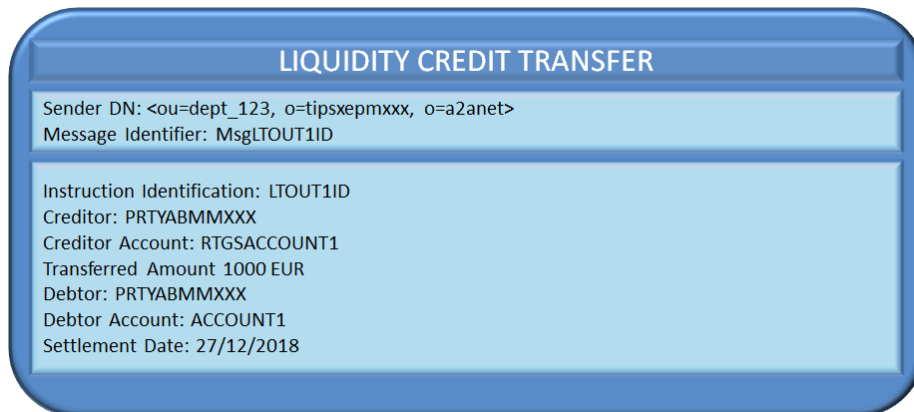 LIQUIDITY CREDIT TRANSFER
Sender DN: <ou=dept_123, o=tipsxepmxxx, o=a2anet>
Message Identifier: MsgLTOUT1ID
Instruction Identification: LTOUT1ID
Creditor: PRTYABMMXXX
Creditor Account: RTGSACCOUNT1
Transferred Amount 1000 EUR
Debtor: PRTYABMMXXX
Debtor Account: ACCOUNT1
Settlement Date: 27/12/2018